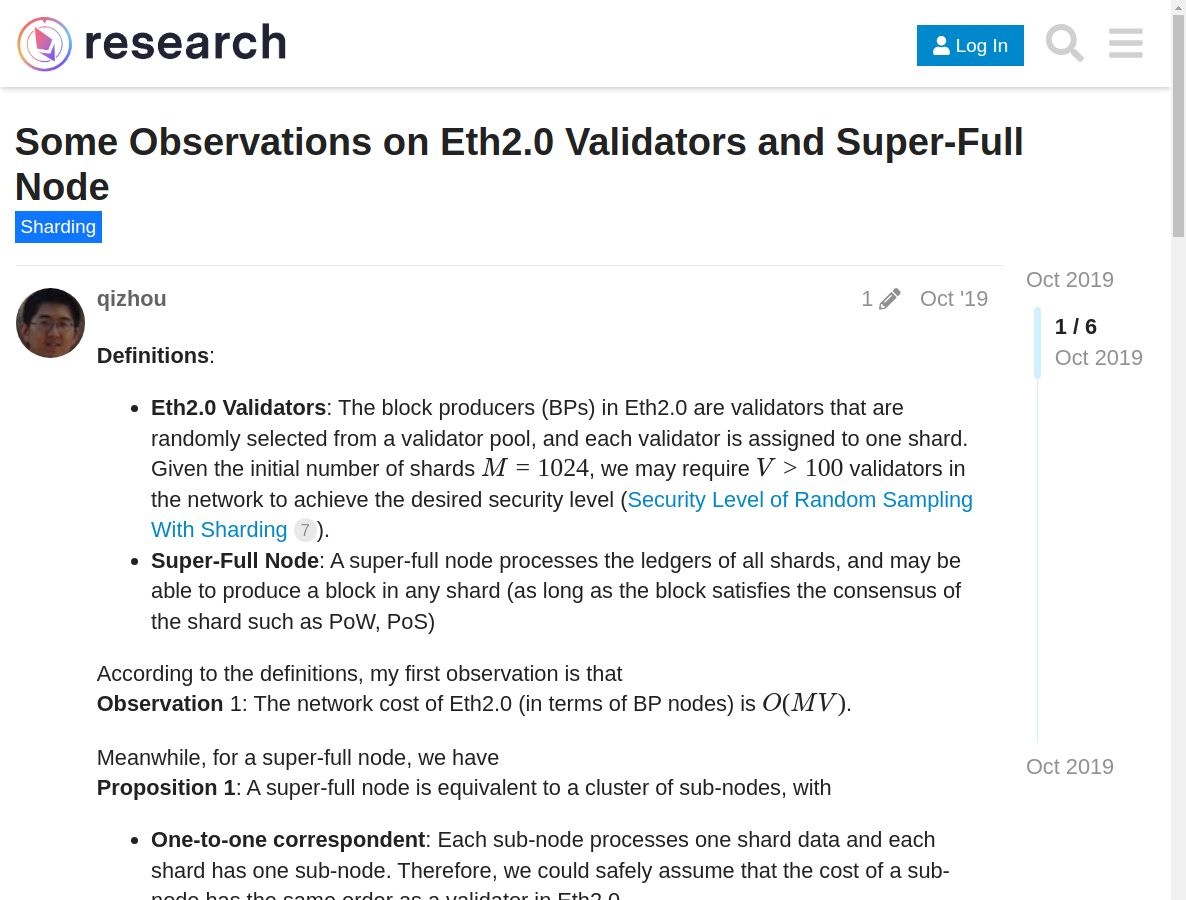 research
Log In
Some Observations on Eth2.0 Validators and Super-Full
Node
Sharding
Oct 2019
qizhou
1
Oct '19
1 / 6
Oct 2019
Definitions:
Eth2.0 Validators: The block producers (BPs) in Eth2.0 are validators that are
randomly selected from a validator pool, and each validator is assigned to one shard.
Given the initial number of shards M = 1024, we may require V > 100 validators in
the network to achieve the desired security level (Security Level of Random Sampling
With Sharding 7).
Super-Full Node: A super-full node processes the ledgers of all shards, and may be
able to produce a block in any shard (as long as the block satisfies the consensus of
the shard such as PoW, PoS)
According to the definitions, my first observation is that
Observation 1: The network cost of Eth2.0 (in terms of BP nodes) is O(MV).
Meanwhile, for a super-full node, we have
Oct 2019
Proposition 1: A super-full node is equivalent to a cluster of sub-nodes, with
One-to-one correspondent: Each sub-node processes one shard data and each
shard has one sub-node. Therefore, we could safely assume that the cost of a sub-
node has the same order as a validator in Eth2.0